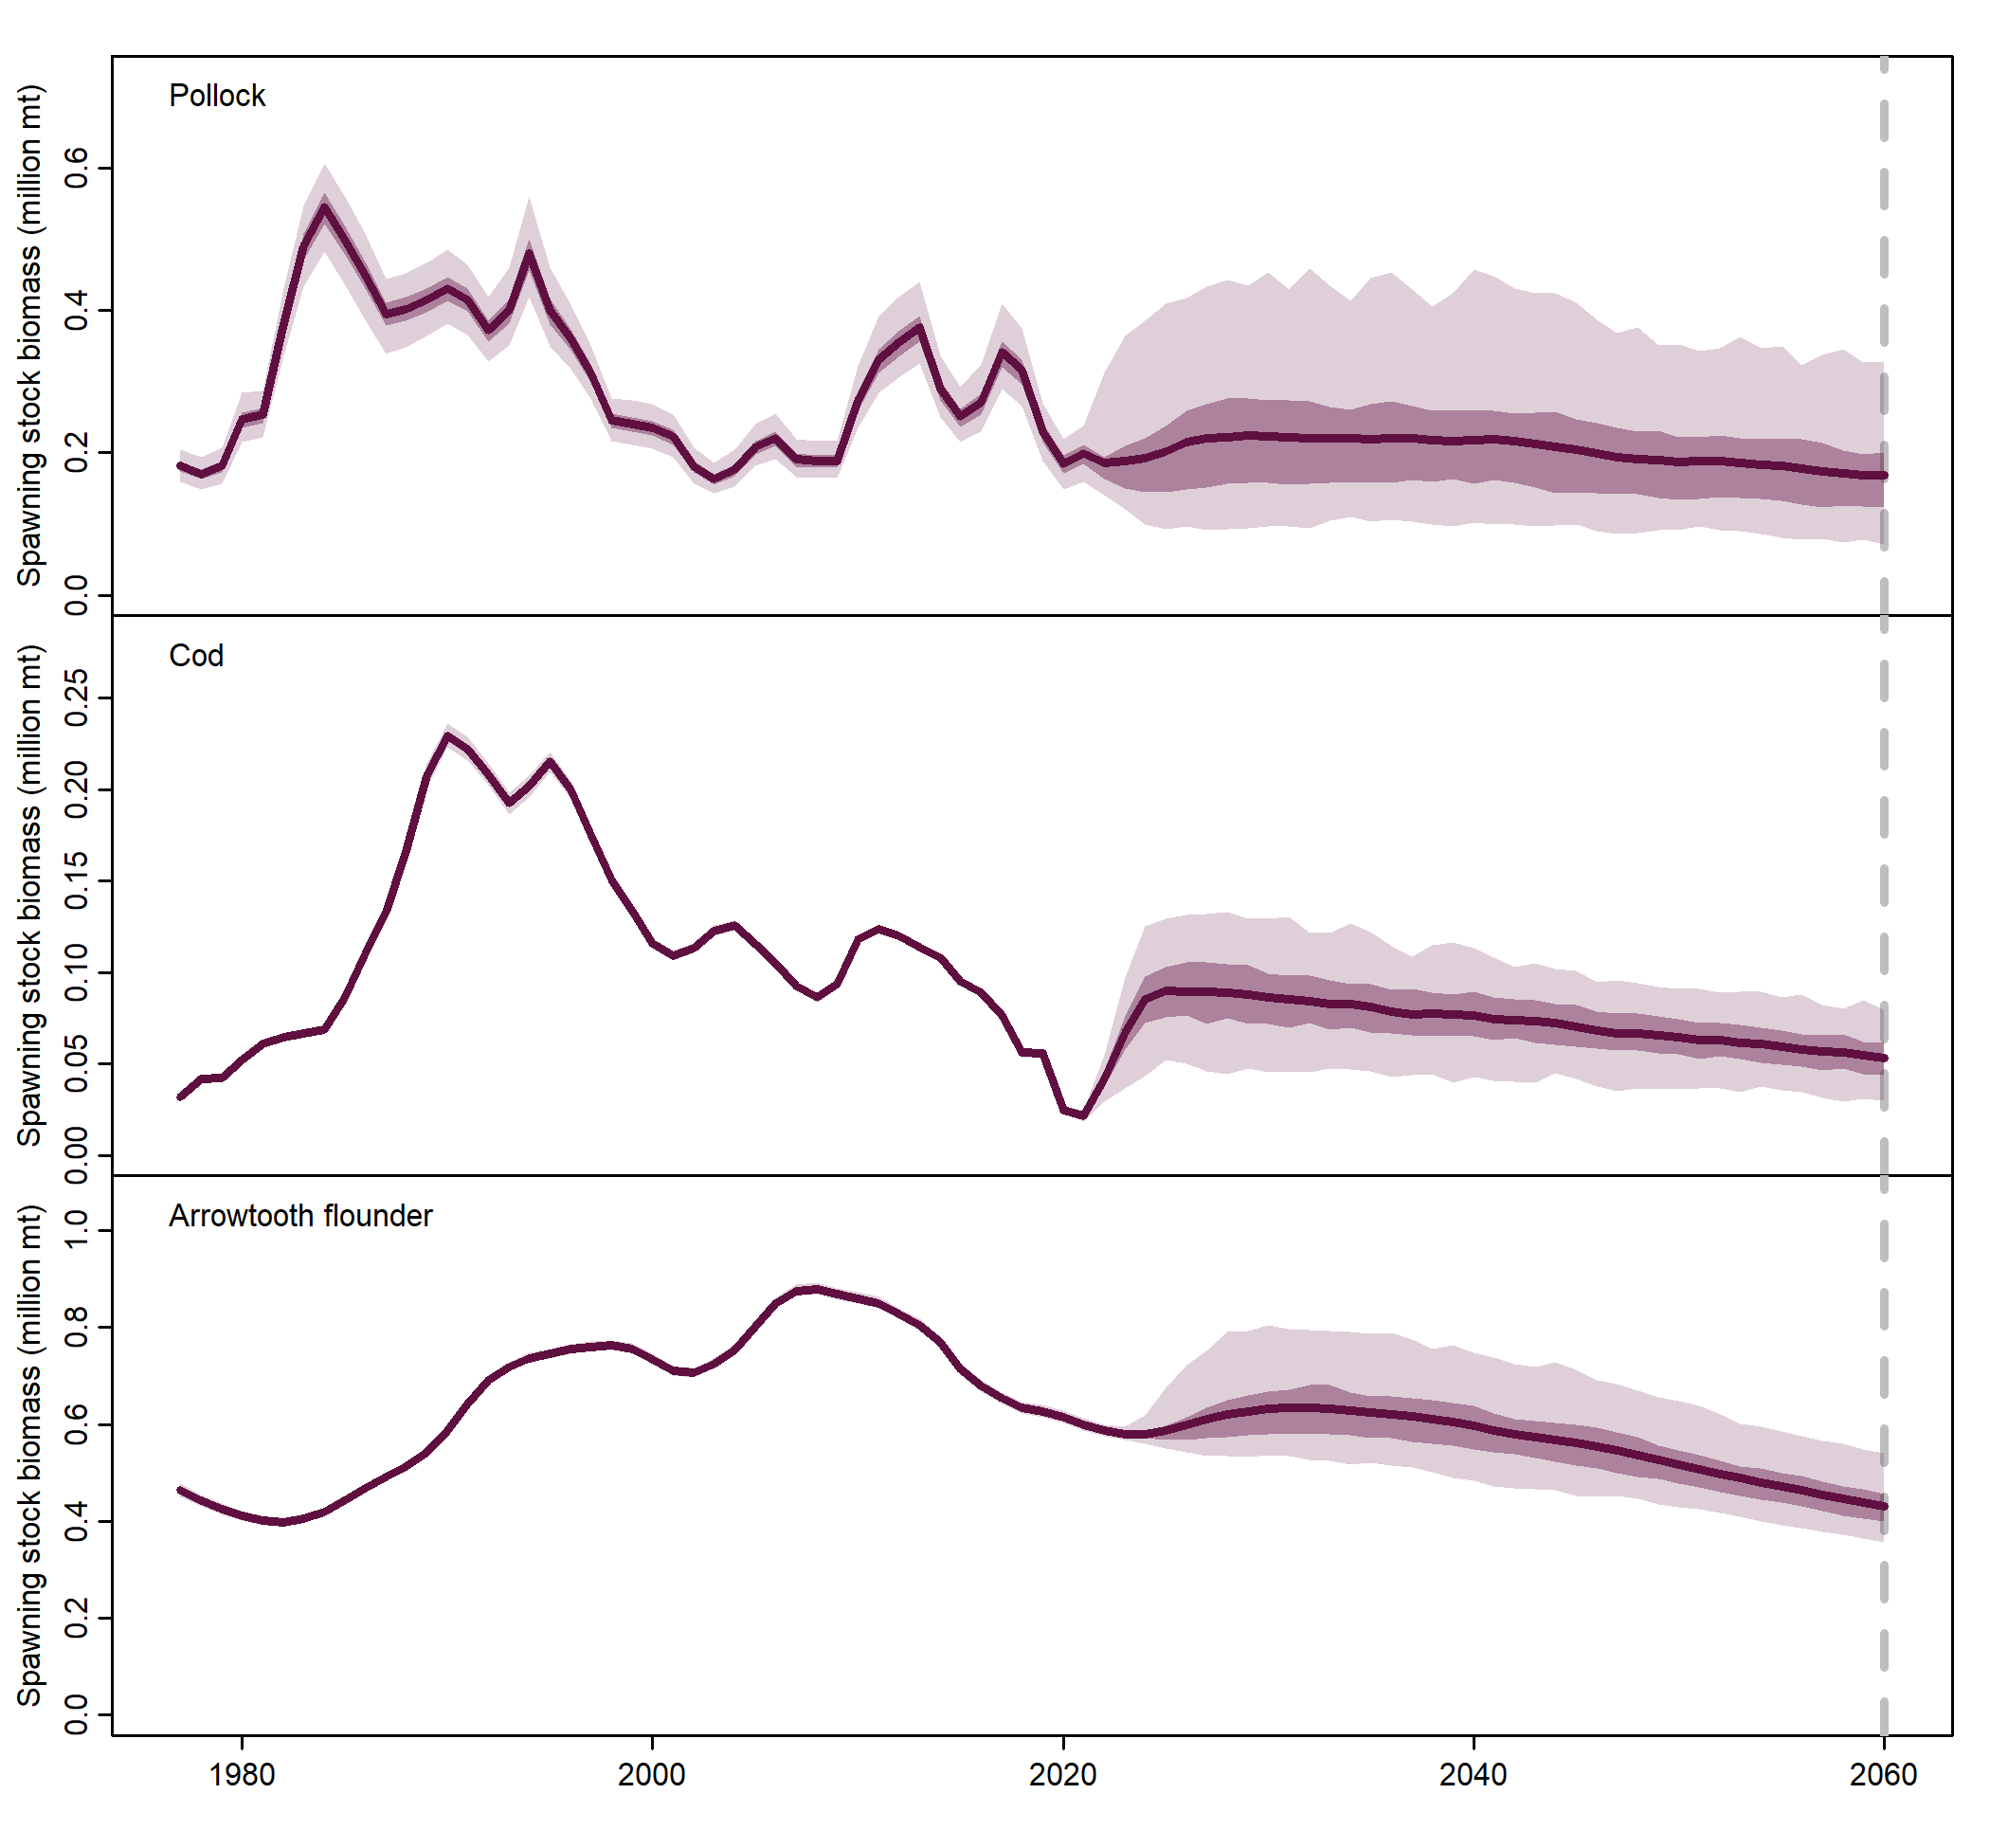 Pollock
Spawning stock biomass (million mt)
0.6
0.4
0.2
0.0
Cod
Spawning stock biomass (million mt)
0.25
0.20
0.15
0.10
0.05
0.00
Arrowtooth flounder
Spawning stock biomass (million mt)
1.0
0.8
0.6
0.4
0.2
0.0
1980 2000 2020 2040 2060